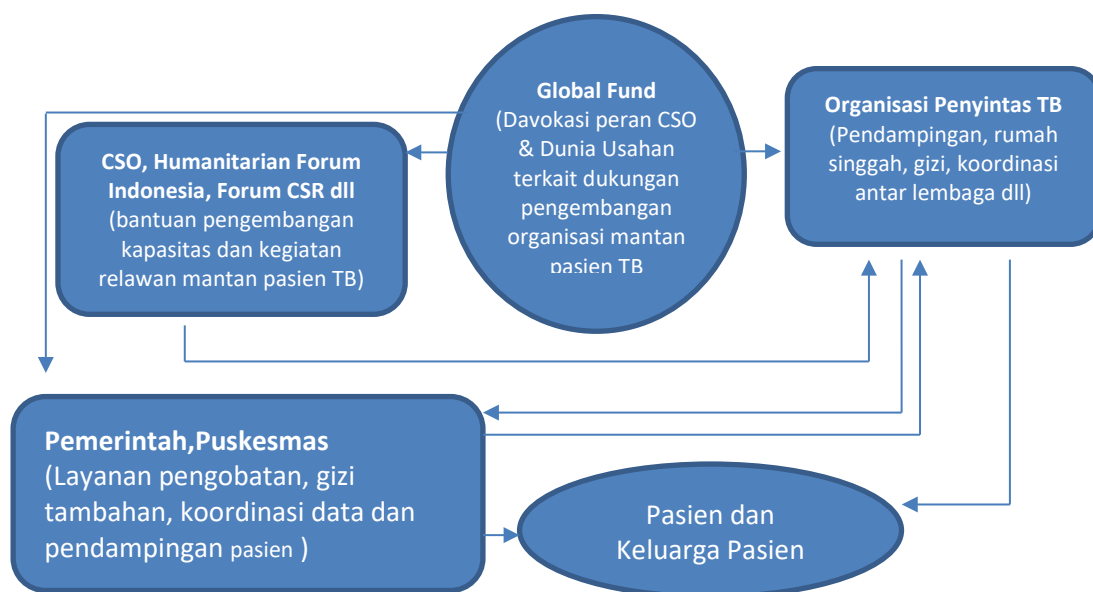 Global Fund
(Davokasi peran CSO
& Dunia Usahan
terkait dukungan
pengembangan
organisasi mantan
pasien TB
Organisasi Penyintas TB
(Pendampingan, rumah
singgah, gizi, koordinasi
antar lembaga dll)
CSO, Humanitarian Forum
Indonesia, Forum CSR dll
(bantuan pengembangan
kapasitas dan kegiatan
relawan mantan pasien TB)
Pemerintah,Puskesmas
(Layanan pengobatan, gizi
tambahan, koordinasi data dan
pendampingan pasien )
Pasien dan
Keluarga Pasien